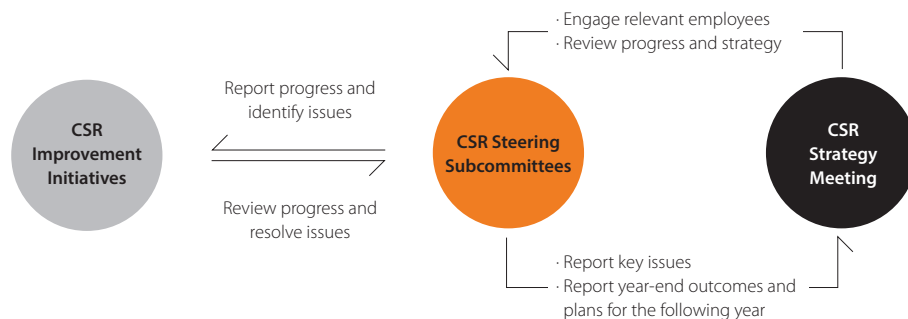 · Engage relevant employees
· Review progress and strategy
Report progress and
identify issues
CSR
Improvement
Initiatives
CSR Steering
Subcommittees
CSR
Strategy
Meeting
Review progress and
resolve issues
· Report key issues
· Report year-end outcomes and
plans for the following year